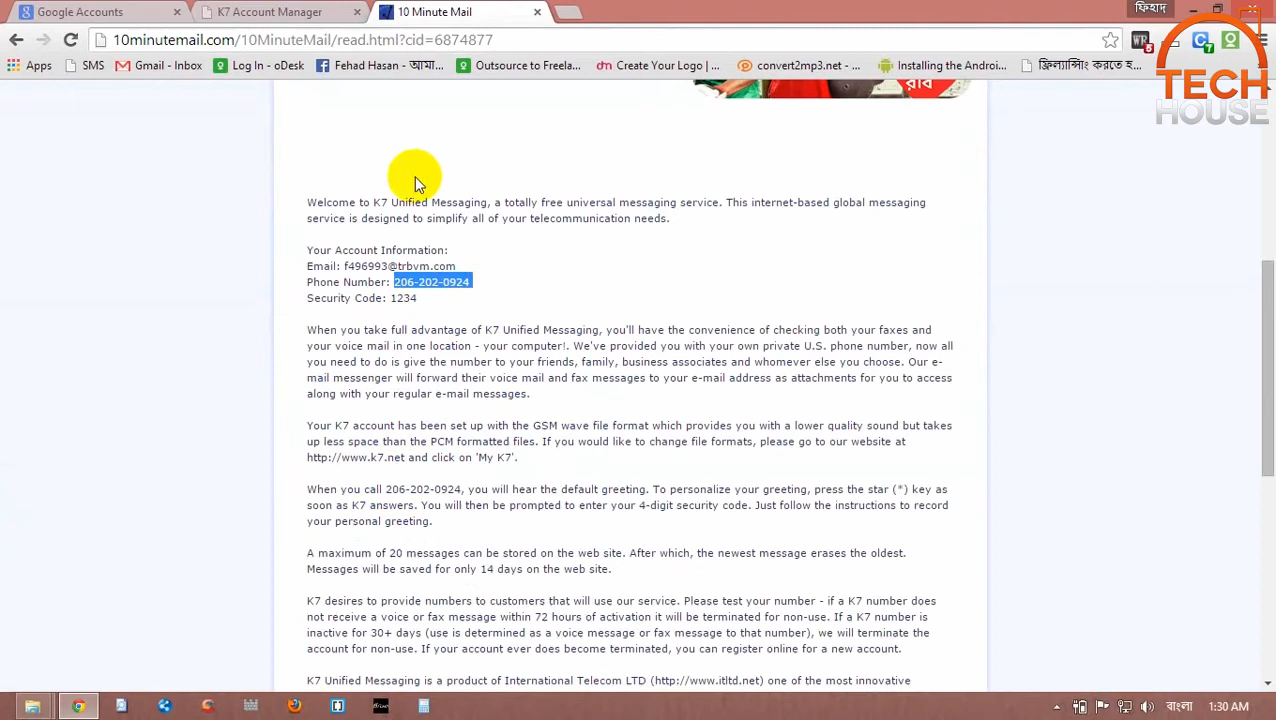 Google Accounts
K7 Account Manager
10 Minute Mail
ফিহাদ
10minutemail.com/10MinuteMail/read.html?cid=6874877
Apps
SMS
Gmail - Inbox
Log In - oDesk
Fehad Hasan - আমা...
Outsource to Freela...
Create Your Logo | ...
convert2mp3.net - ...
Installing the Androi...
ফ্রিল্যান্সিং করতে হ...
TECH
HOUSE
রবি
Welcome to K7 Unified Messaging, a totally free universal messaging service. This internet-based global messaging
service is designed to simplify all of your telecommunication needs.
Your Account Information:
Email: f496993@trbvm.com
Phone Number: 206-202-0924
Security Code: 1234
When you take full advantage of K7 Unified Messaging, you'll have the convenience of checking both your faxes and
your voice mail in one location - your computer!. We've provided you with your own private U.S. phone number, now all
you need to do is give the number to your friends, family, business associates and whomever else you choose. Our e-
mail messenger will forward their voice mail and fax messages to your e-mail address as attachments for you to access
along with your regular e-mail messages.
Your K7 account has been set up with the GSM wave file format which provides you with a lower quality sound but takes
up less space than the PCM formatted files. If you would like to change file formats, please go to our website at
http://www.k7.net and click on 'My K7'.
When you call 206-202-0924, you will hear the default greeting. To personalize your greeting, press the star (*) key as
soon as K7 answers. You will then be prompted to enter your 4-digit security code. Just follow the instructions to record
your personal greeting.
A maximum of 20 messages can be stored on the web site. After which, the newest message erases the oldest.
Messages will be saved for only 14 days on the web site.
K7 desires to provide numbers to customers that will use our service. Please test your number - if a K7 number does
not receive a voice or fax message within 72 hours of activation it will be terminated for non-use. If a K7 number is
inactive for 30+ days (use is determined as a voice message or fax message to that number), we will terminate the
account for non-use. If your account ever does become terminated, you can register online for a new account.
K7 Unified Messaging is a product of International Telecom LTD (http://www.itltd.net) one of the most innovative
বাংলা
1:30 AM